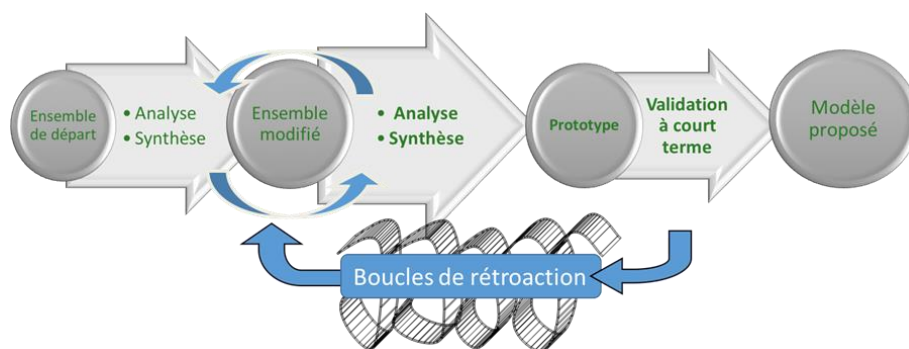 Ensemble
de départ
• Analyse
• Synthèse
Ensemble
modifié
• Analyse
• Synthèse
Prototype
Validation
à court
terme
Modèle
proposé
Boucles de rétroaction